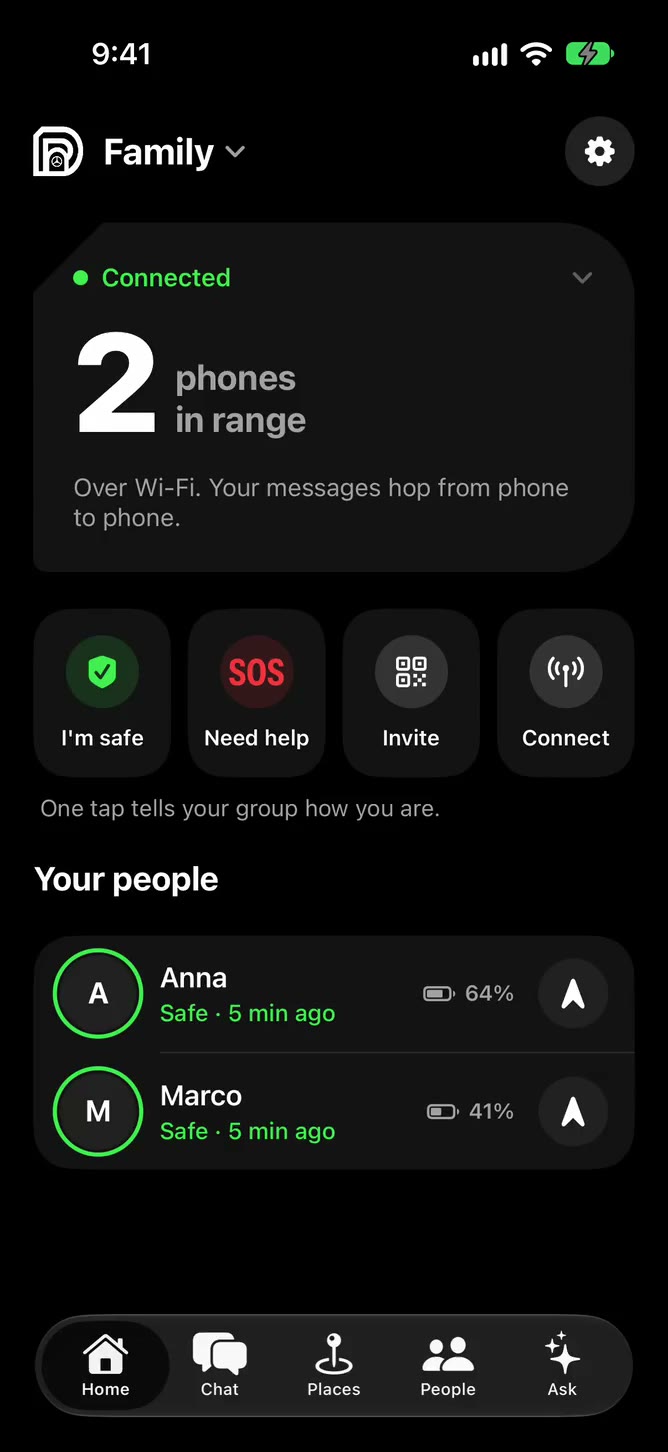 9:41
Family
Connected
2
phones
in range
Over Wi-Fi. Your messages hop from phone
to phone.
SOS
I'm safe
Need help
Invite
Connect
One tap tells your group how you are.
Your people
A
Anna
Safe · 5 min ago
64%
M
Marco
Safe · 5 min ago
41%
Home
Chat
Places
People
Ask